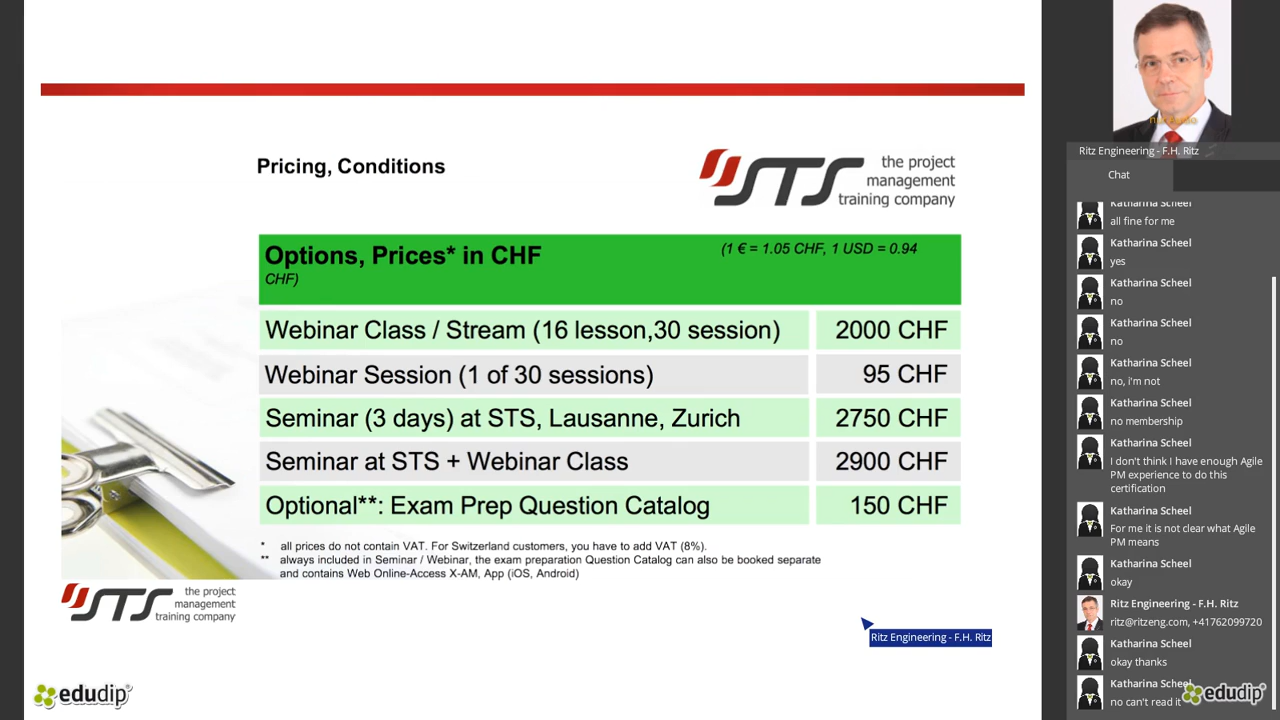 Pricing, Conditions
STS
the project
management
training company
Options, Prices* in CHF
(1 € = 1.05 CHF, 1 USD = 0.94
CHF)
Webinar Class / Stream (16 lesson,30 session)
2000 CHF
Webinar Session (1 of 30 sessions)
95 CHF
Seminar (3 days) at STS, Lausanne, Zurich
2750 CHF
Seminar at STS + Webinar Class
2900 CHF
Optional**: Exam Prep Question Catalog
150 CHF
* all prices do not contain VAT. For Switzerland customers, you have to add VAT (8%).
** always included in Seminar / Webinar, the exam preparation Question Catalog can also be booked separate
and contains Web Online-Access X-AM, App (iOS, Android)
STS
the project
management
training company
Ritz Engineering - F.H. Ritz
edudip®
Ritz Engineering - F.H. Ritz
Chat
Katharina Scheel
all fine for me
Katharina Scheel
yes
Katharina Scheel
no
Katharina Scheel
no
Katharina Scheel
no, i'm not
Katharina Scheel
no membership
Katharina Scheel
I don't think I have enough Agile
PM experience to do this
certification
Katharina Scheel
For me it is not clear what Agile
PM means
Katharina Scheel
okay
Ritz Engineering - F.H. Ritz
ritz@ritzeng.com, +41762099720
Katharina Scheel
okay thanks
Katharina Scheel
no can't read it
edudip®